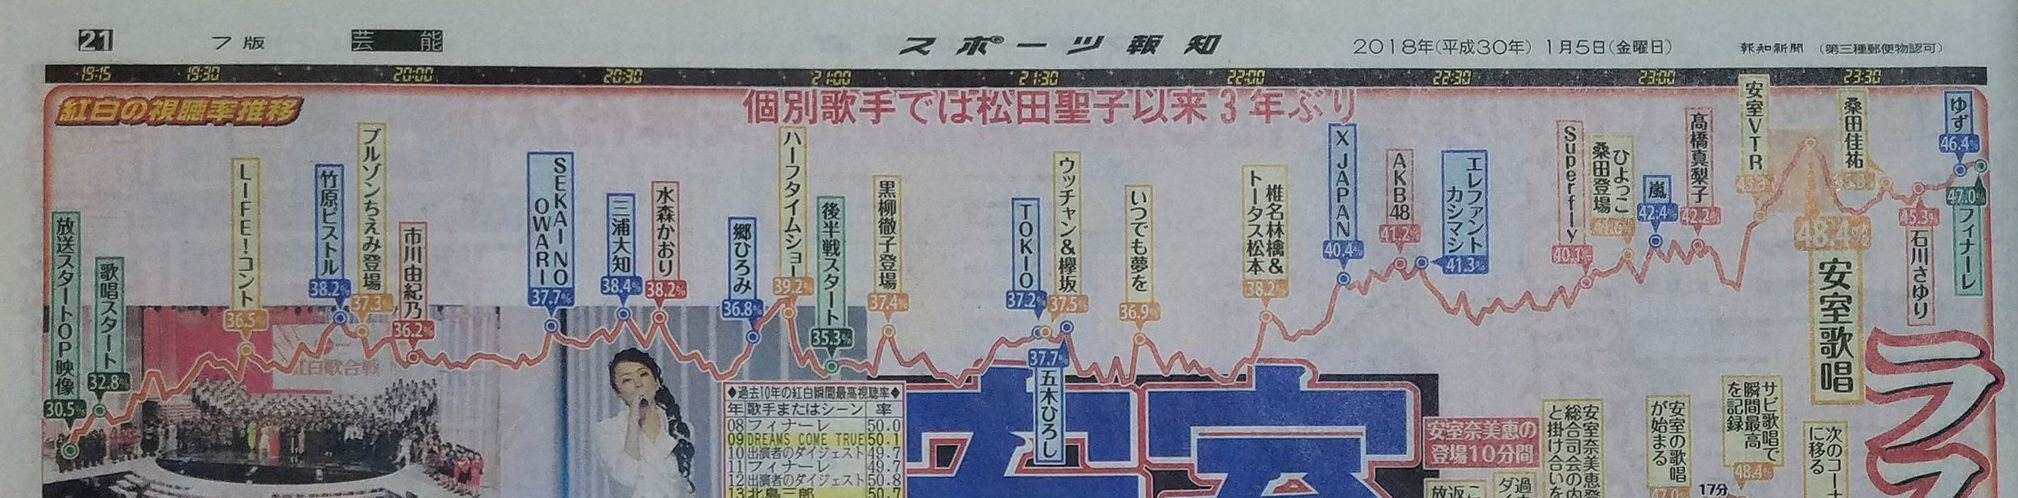 21 7版 芸能 スポーツ報知 2018年(平成30年) 1月5日(金曜日) 報知新聞 (第三種郵便物認可)
19:15 19:30 20:00 20:30 21:00 21:30 22:00 22:30 23:00 23:30
紅白の視聴率推移
個別歌手では松田聖子以来3年ぶり
放送スタートOP映像
30.5%
歌唱スタート
32.8%
LIFE!コント
36.5%
竹原ピストル
38.2%
ブルゾンちえみ登場
37.3%
市川由紀乃
36.2%
SEKAI NO
OWARI
37.7%
三浦大知
38.4%
水森かおり
38.2%
郷ひろみ
36.8%
ハーフタイムショー
39.2%
後半戦スタート
35.3%
黒柳徹子登場
37.4%
TOKIO
37.2%
ウッチャン&欅坂
37.5%
37.7%
五木ひろし
いつでも夢を
36.9%
椎名林檎&
トータス松本
38.2%
X JAPAN
40.4%
AKB48
41.2%
エレファント
カシマシ
41.3%
Superfly
40.1%
ひよっこ
桑田登場
嵐
42.4%
高橋真梨子
42.2%
安室VTR
48.4%
安室歌唱
桑田佳祐
45.3%
石川さゆり
ゆず
46.4%
47.0%
フィナーレ
◆過去10年の紅白瞬間最高視聴率◆
年 歌手またはシーン 率
08 フィナーレ 50.0
09 DREAMS COME TRUE 50.1
10 出演者のダイジェスト 49.7
11 フィナーレ 49.7
12 出演者のダイジェスト 50.8
13 北島三郎 50.7
安室
安室奈美恵の
登場10分間
安室奈美恵登
総合司会の内
と掛け合いを
安室の歌唱
が始まる
47.0%
サビ歌唱で
瞬間最高
を記録
48.4%
17分
次のコーナ
に移る
ラス